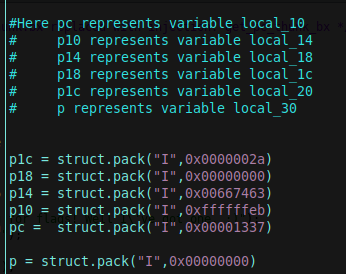 #Here pc represents variable local_10
#     p10 represents variable local_14
#     p14 represents variable local_18
#     p18 represents variable local_1c
#     p1c represents variable local_20
#     p represents variable local_30
p1c = struct.pack("I",0x0000002a)
p18 = struct.pack("I",0x00000000)
p14 = struct.pack("I",0x00667463)
p10 = struct.pack("I",0xffffffeb)
pc =  struct.pack("I",0x00001337)
p = struct.pack("I",0x00000000)